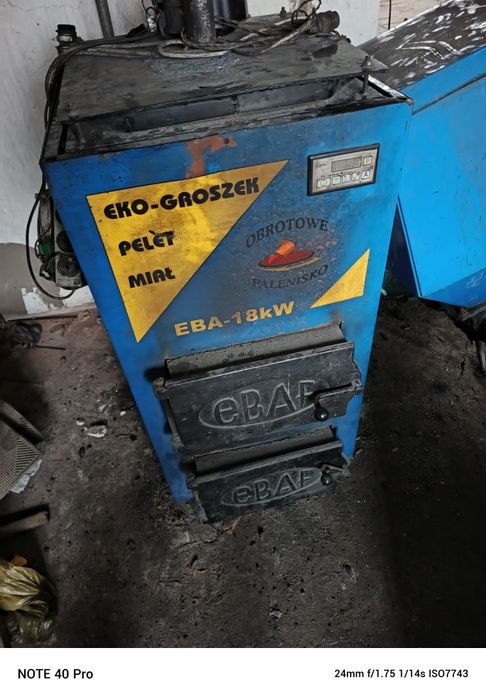 EKO-GROSZEK
PELET
MIAŁ
OBROTOWE
PALENISKO
EBA-18kW
eBAP
eBAP
NOTE 40 Pro
24mm f/1.75 1/14s ISO7743